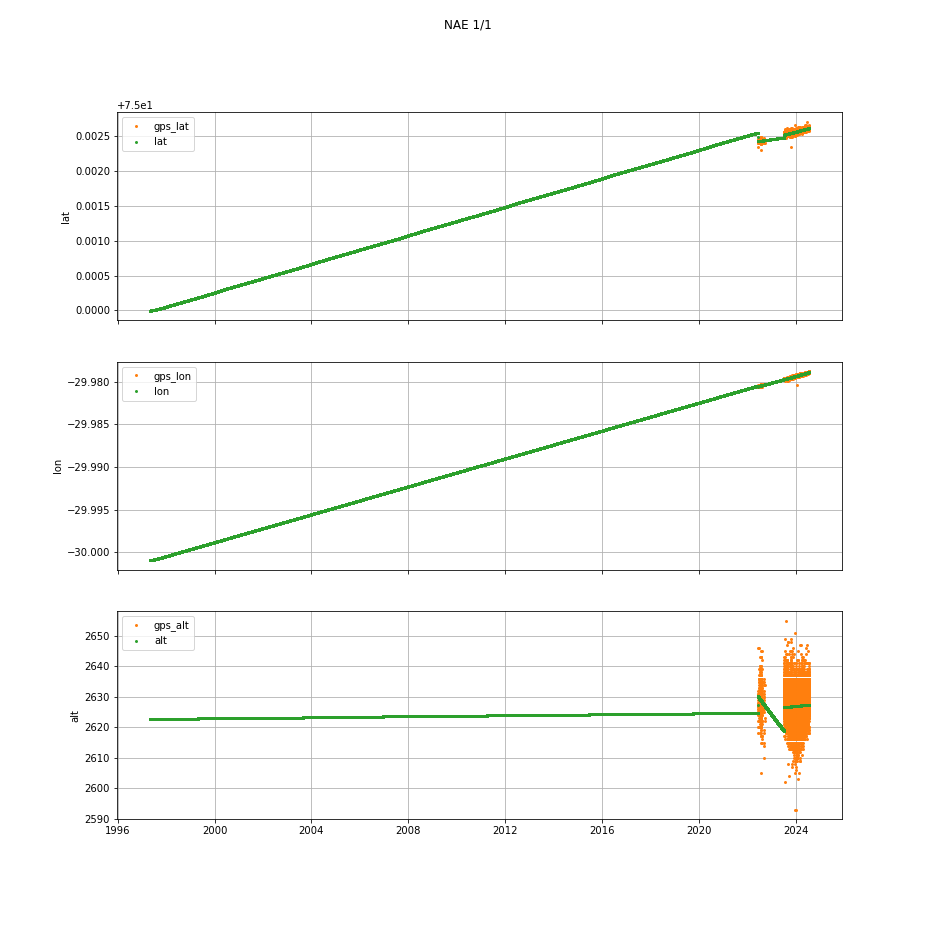 NAE 1/1
+7.5e1
gps_lat
lat
0.0025
0.0020
0.0015
0.0010
0.0005
0.0000
lat
gps_lon
lon
−29.980
−29.985
−29.990
−29.995
−30.000
lon
gps_alt
alt
2650
2640
2630
2620
2610
2600
2590
alt
1996 2000 2004 2008 2012 2016 2020 2024